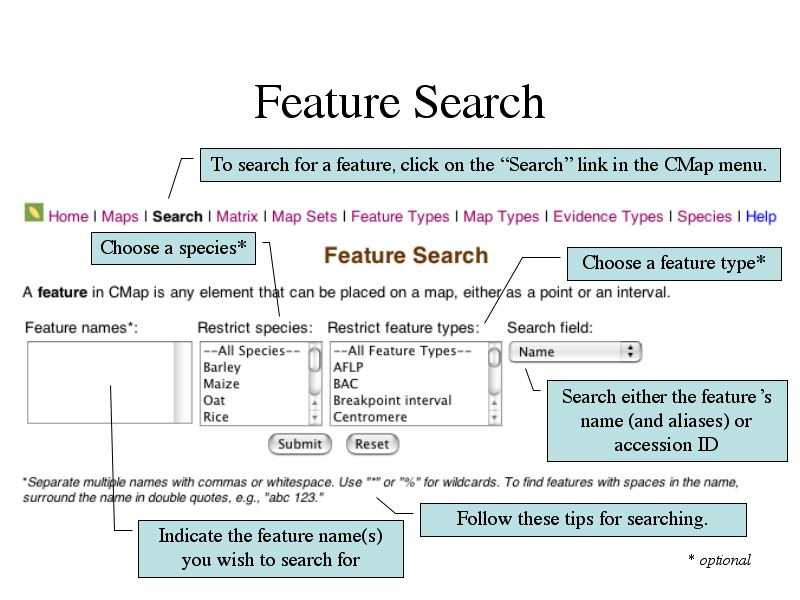 Feature Search
To search for a feature, click on the “Search” link in the CMap menu.
Home | Maps | Search | Matrix | Map Sets | Feature Types | Map Types | Evidence Types | Species | Help
Choose a species*
Feature Search
Choose a feature type*
A feature in CMap is any element that can be placed on a map, either as a point or an interval.
Feature names*: Restrict species: Restrict feature types: Search field:
--All Species-- --All Feature Types-- Name
Barley AFLP
Maize BAC
Oat Breakpoint interval
Rice Centromere
Search either the feature’s
name (and aliases) or
accession ID
Submit Reset
*Separate multiple names with commas or whitespace. Use "*" or "%" for wildcards. To find features with spaces in the name,
surround the name in double quotes, e.g., "abc 123."
Follow these tips for searching.
Indicate the feature name(s)
you wish to search for
* optional